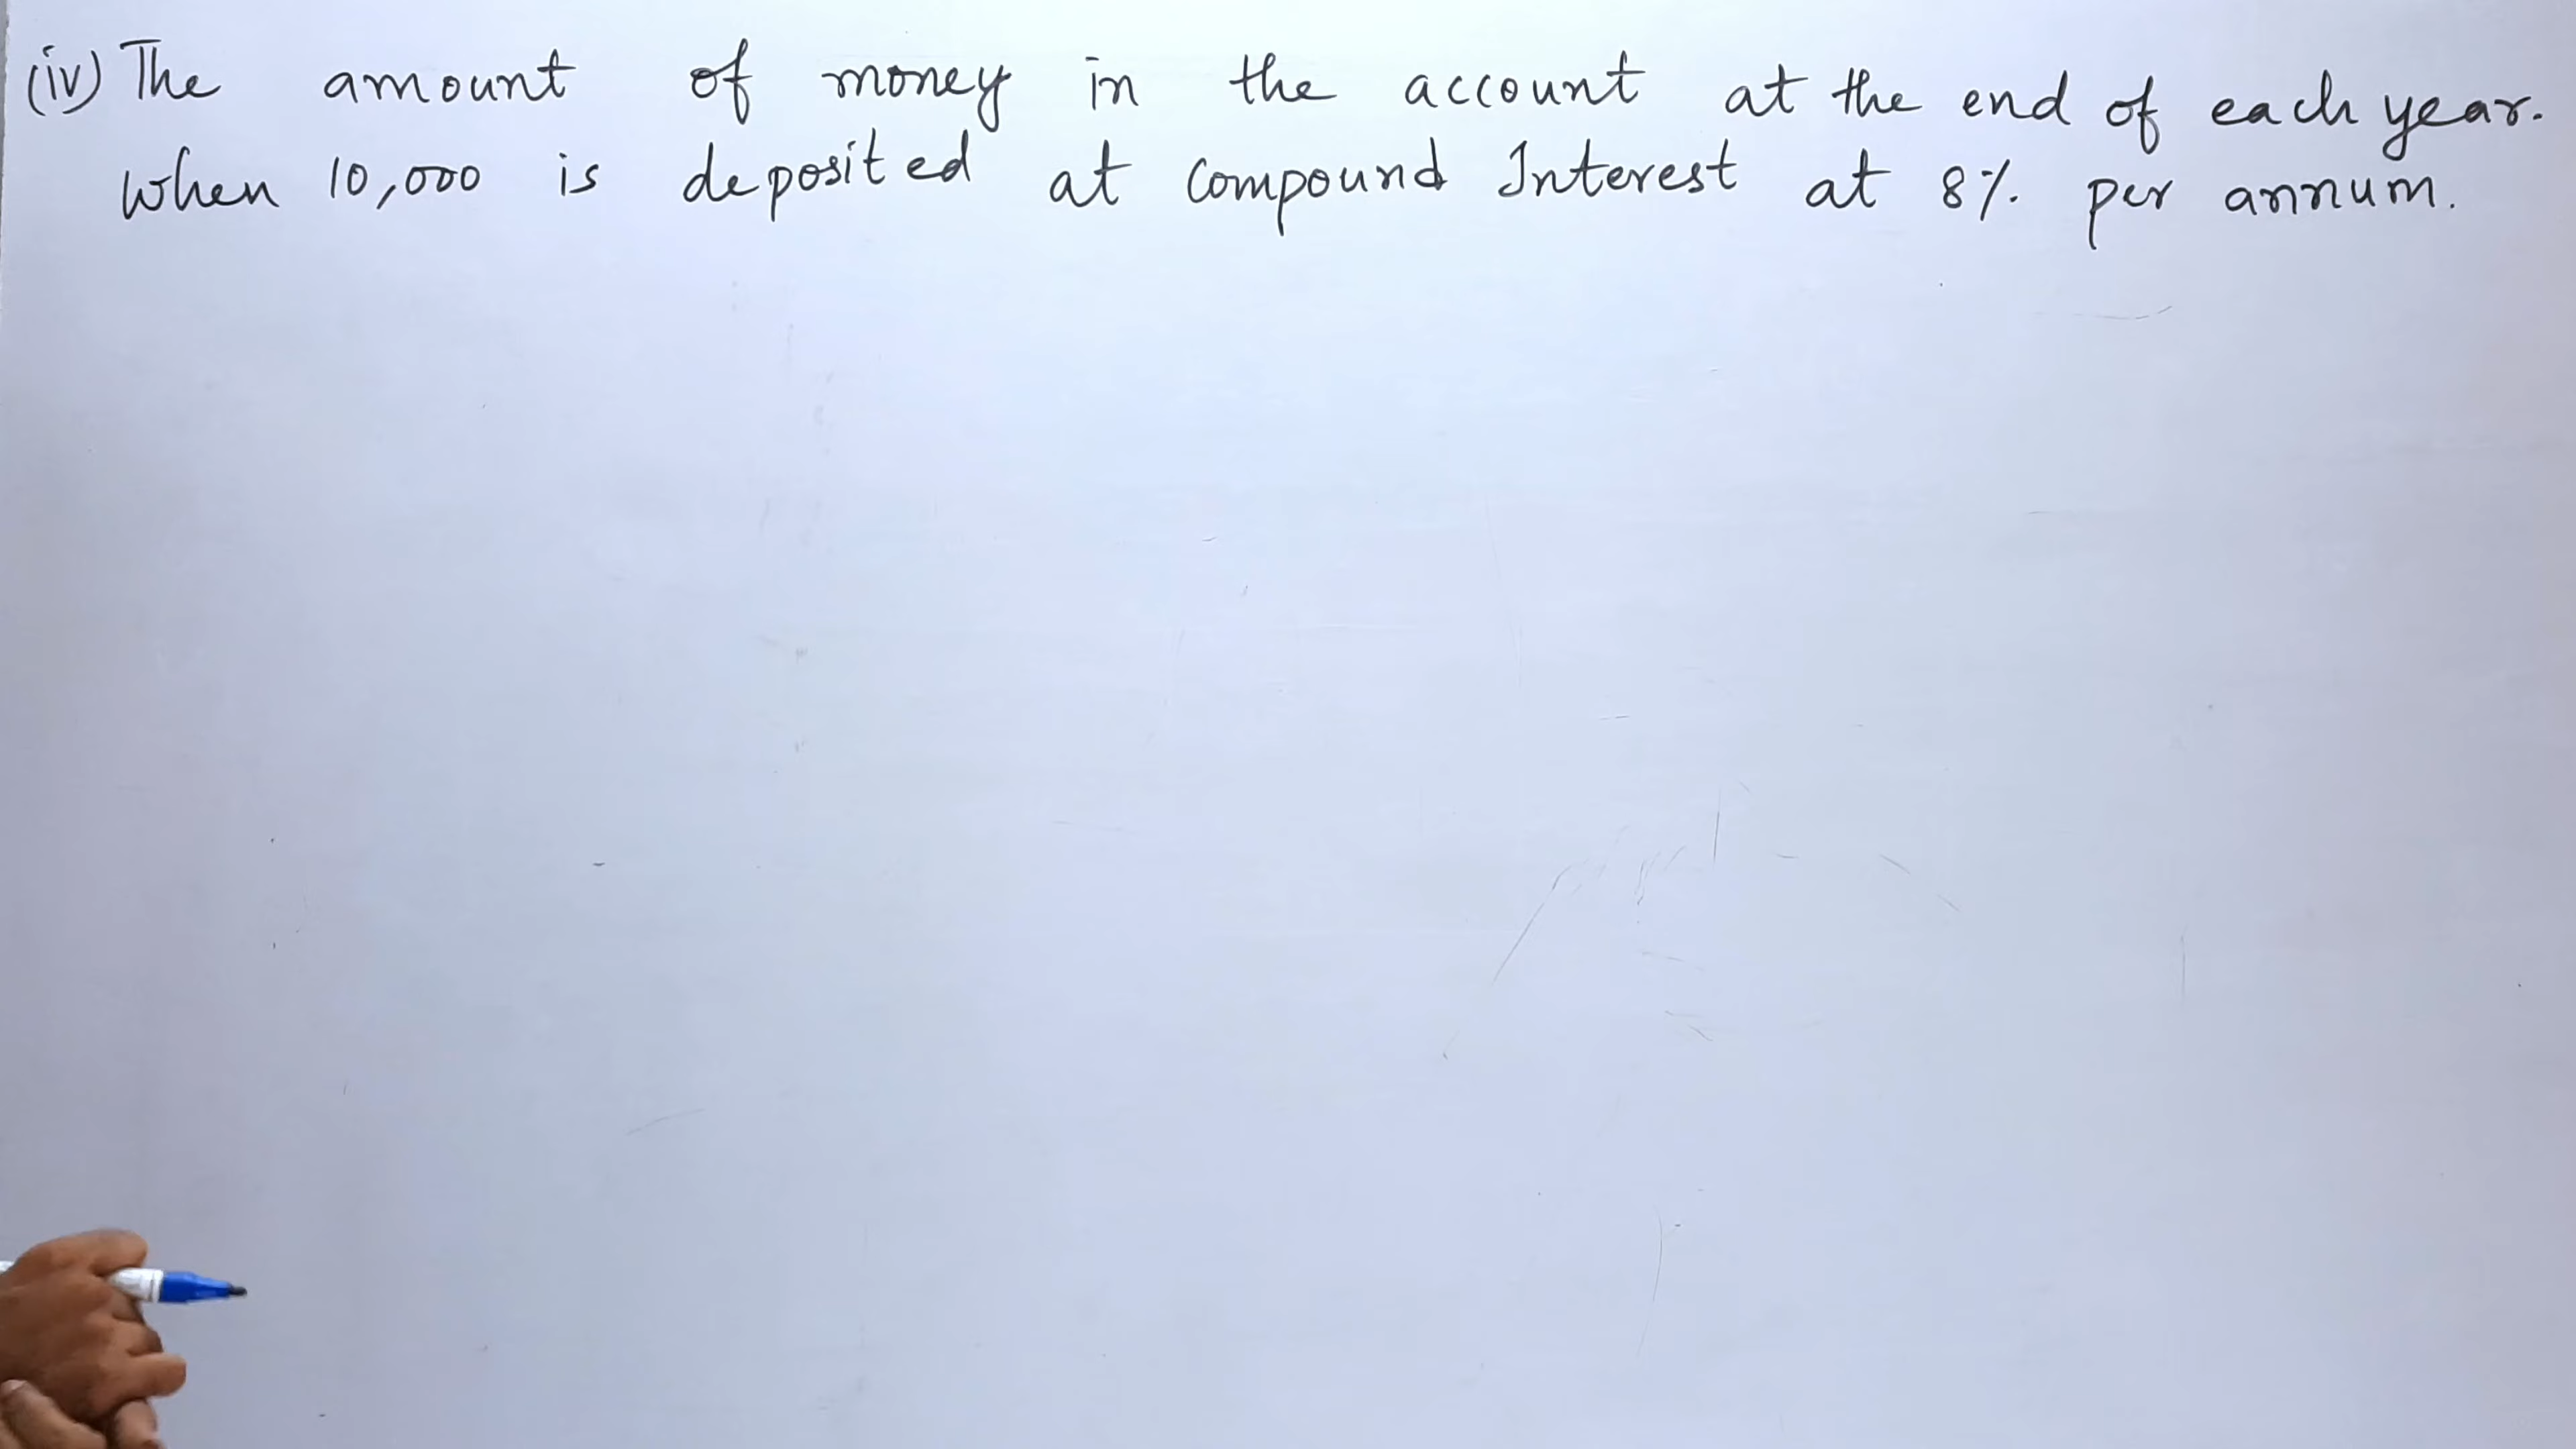 (iv) The amount of money in the account at the end of each year.
when 10,000 is deposited at compound Interest at 8% per annum.